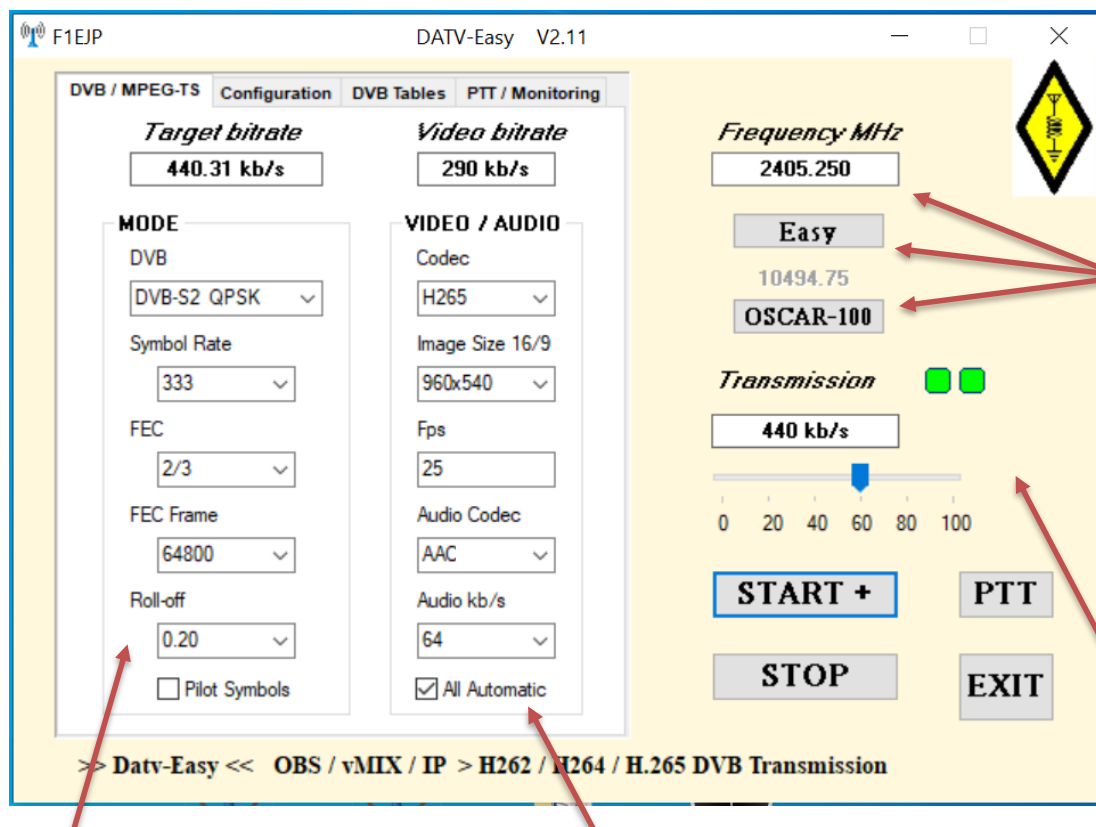 F1EJP DATV-Easy V2.11
DVB / MPEG-TS Configuration DVB Tables PTT / Monitoring
Target bitrate
440.31 kb/s
Video bitrate
290 kb/s
MODE
DVB
DVB-S2 QPSK
Symbol Rate
333
FEC
2/3
FEC Frame
64800
Roll-off
0.20
Pilot Symbols
VIDEO / AUDIO
Codec
H265
Image Size 16/9
960x540
Fps
25
Audio Codec
AAC
Audio kb/s
64
All Automatic
Frequency MHz
2405.250
Easy
10494.75
OSCAR-100
Transmission
440 kb/s
0 20 40 60 80 100
START + PTT
STOP EXIT
>> Datv-Easy << OBS / vMIX / IP > H262 / H264 / H.265 DVB Transmission